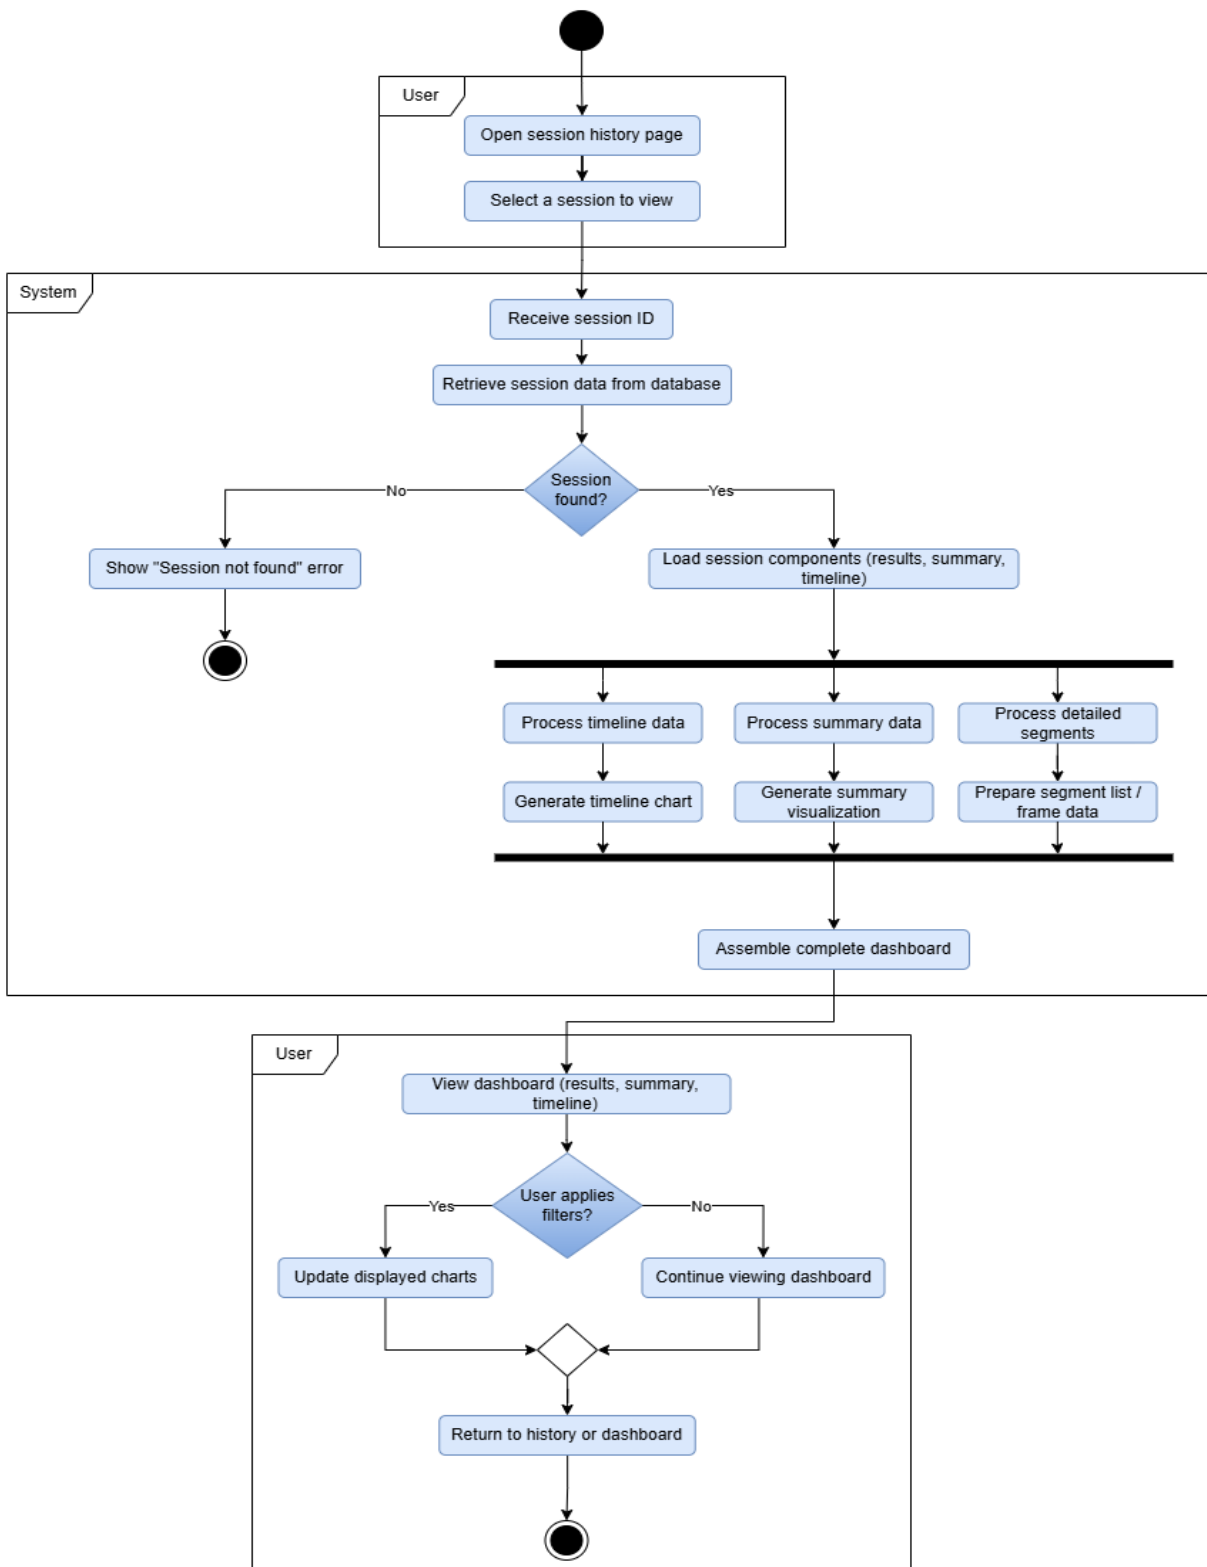 User
Open session history page
Select a session to view
System
Receive session ID
Retrieve session data from database
Session
found?
No
Yes
Show "Session not found" error
Load session components (results, summary,
timeline)
Process timeline data
Process summary data
Process detailed
segments
Generate timeline chart
Generate summary
visualization
Prepare segment list /
frame data
Assemble complete dashboard
User
View dashboard (results, summary,
timeline)
User applies
filters?
Yes
No
Update displayed charts
Continue viewing dashboard
Return to history or dashboard